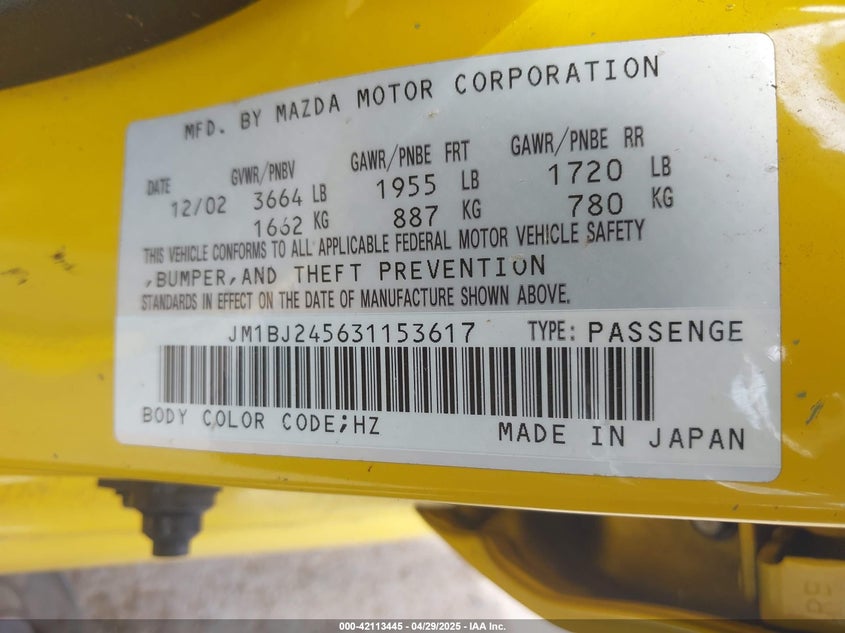 MFD. BY MAZDA MOTOR CORPORATION
DATE GVWR/PNBV GAWR/PNBE FRT GAWR/PNBE RR
12/02 3664 LB 1955 LB 1720 LB
1662 KG 887 KG 780 KG
THIS VEHICLE CONFORMS TO ALL APPLICABLE FEDERAL MOTOR VEHICLE SAFETY
,BUMPER,AND THEFT PREVENTION
STANDARDS IN EFFECT ON THE DATE OF MANUFACTURE SHOWN ABOVE.
JM1BJ245631153617 TYPE: PASSENGE
BODY COLOR CODE;HZ MADE IN JAPAN
000-42113445 - 04/29/2025 - IAA Inc.